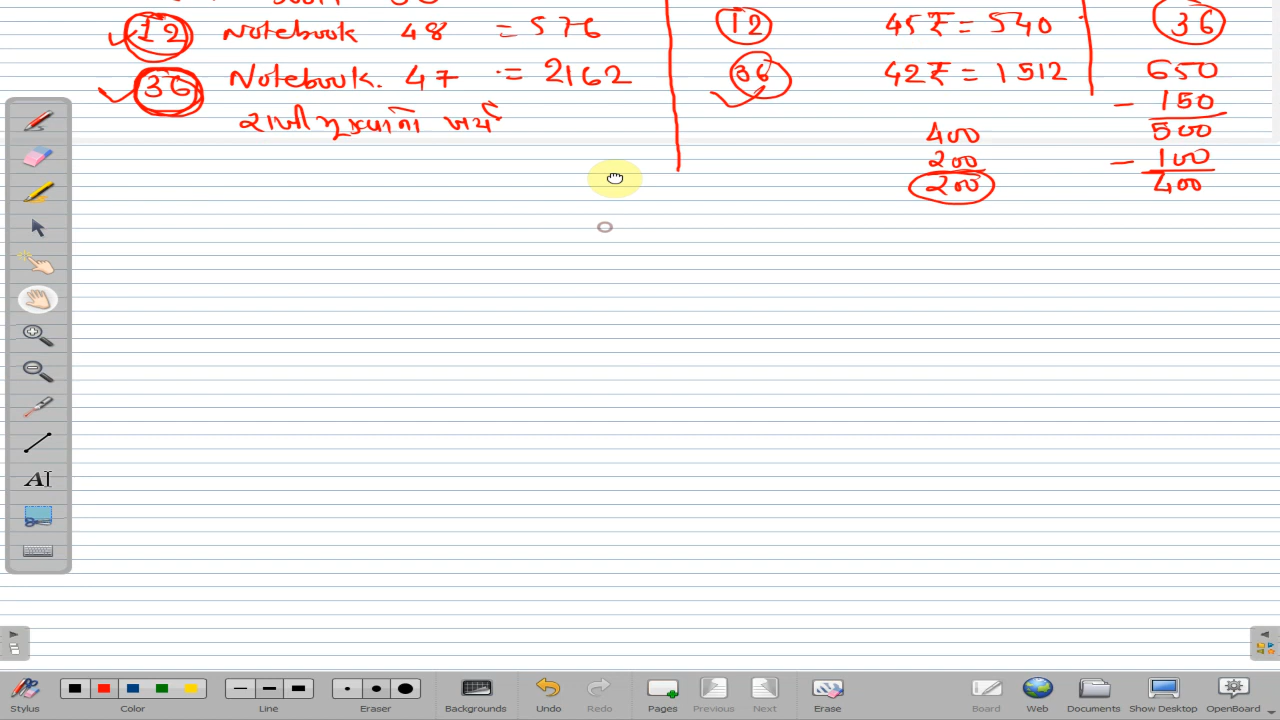 12 Notebook 48 = 576
36 Notebook. 47 = 2162
12 45₹ = 540
36 42₹ = 1512
400
200
200
36
650
- 150
500
- 100
400
AI
Stylus
Color
Line
Eraser
Backgrounds
Undo
Redo
Pages
Previous
Next
Erase
Board
Web
Documents
Show Desktop
OpenBoard